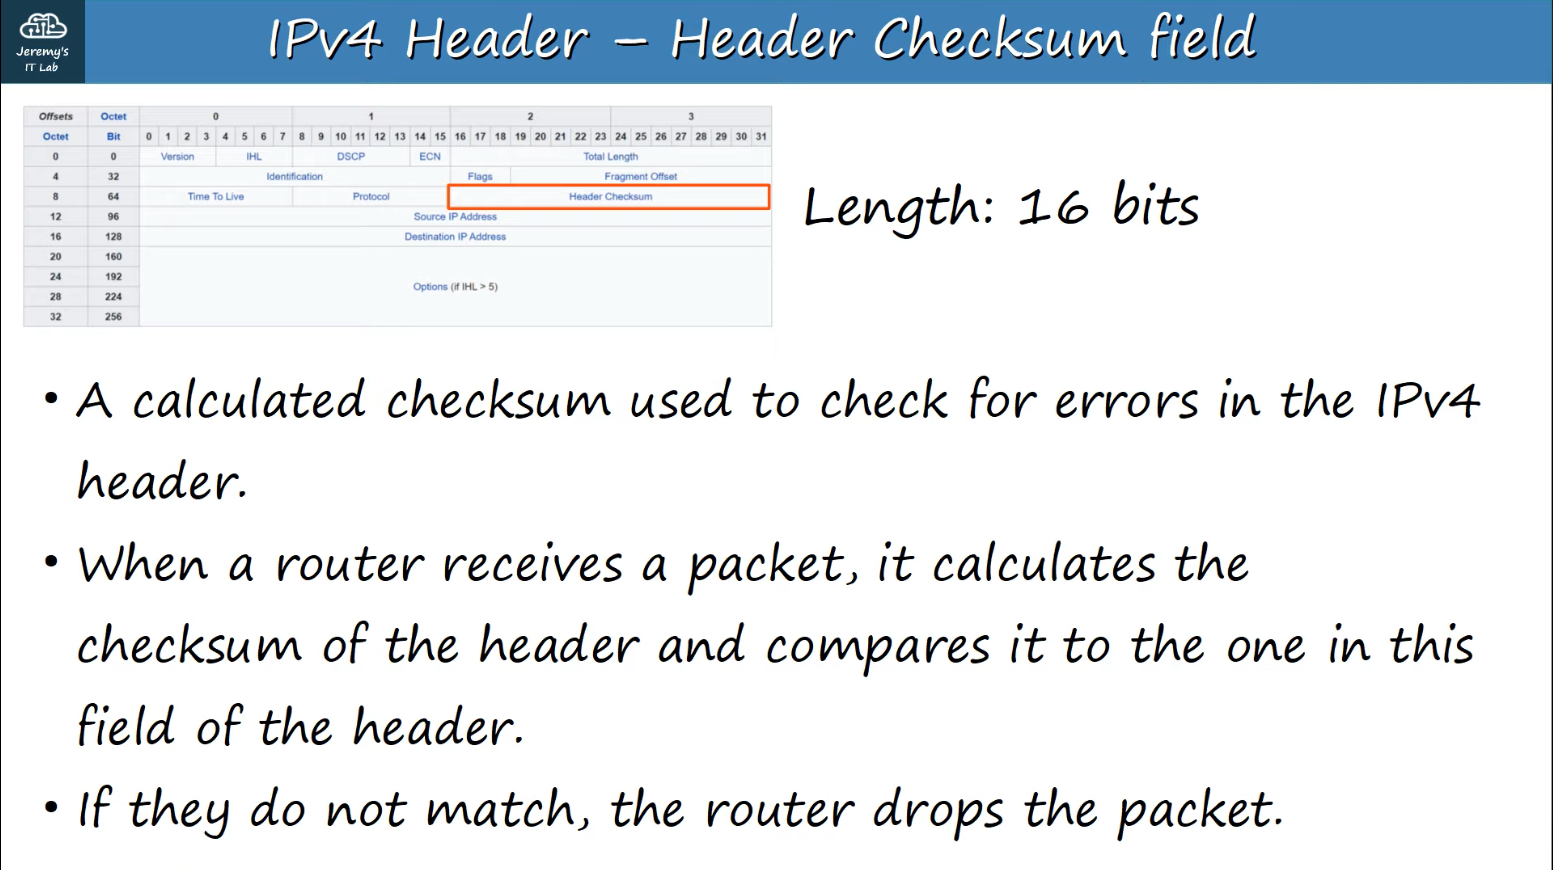 Jeremy's
IT Lab
IPv4 Header – Header Checksum field
Offsets Octet 0 1 2 3
Octet Bit 0 1 2 3 4 5 6 7 8 9 10 11 12 13 14 15 16 17 18 19 20 21 22 23 24 25 26 27 28 29 30 31
0 0 Version IHL DSCP ECN Total Length
4 32 Identification Flags Fragment Offset
8 64 Time To Live Protocol Header Checksum
12 96 Source IP Address
16 128 Destination IP Address
20 160
24 192
Options (if IHL > 5)
28 224
32 256
Length: 16 bits
• A calculated checksum used to check for errors in the IPv4
header.
• When a router receives a packet, it calculates the
checksum of the header and compares it to the one in this
field of the header.
• If they do not match, the router drops the packet.